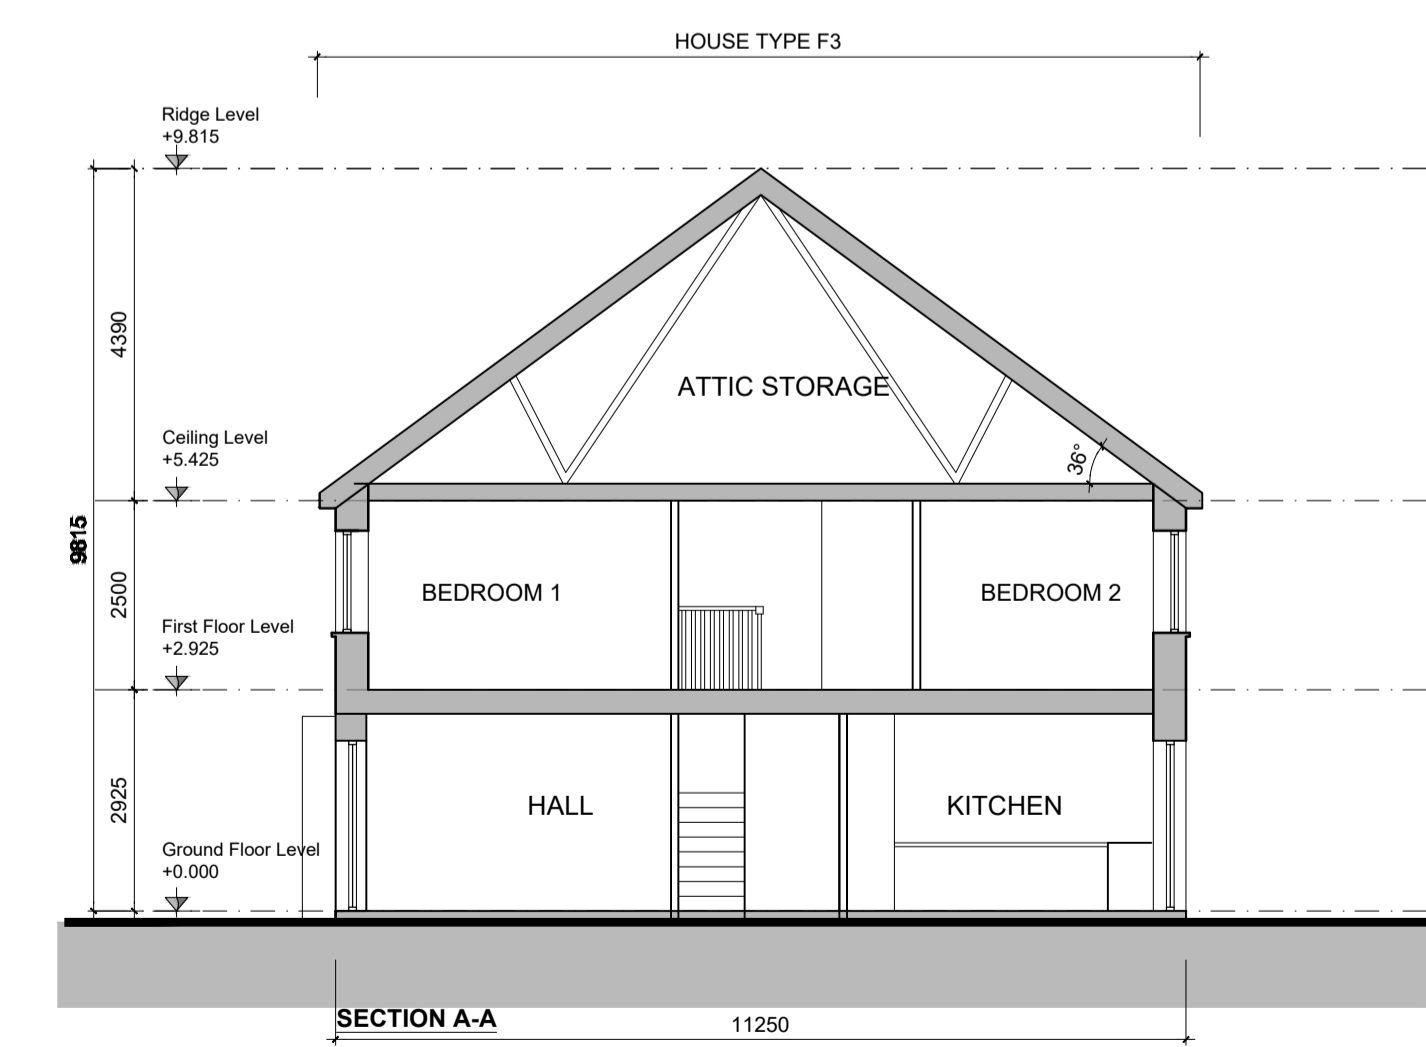 HOUSE TYPE F3
Ridge Level
+9.815
4390
ATTIC STORAGE
36°
Ceiling Level
+5.425
9815
2500
BEDROOM 1
BEDROOM 2
First Floor Level
+2.925
2925
HALL
KITCHEN
Ground Floor Level
+0.000
SECTION A-A
11250